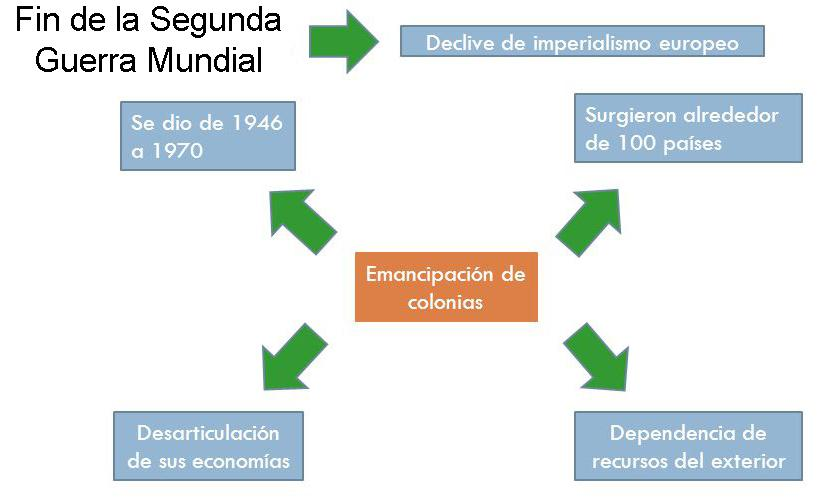 Fin de la Segunda
Guerra Mundial
Declive de imperialismo europeo
Se dio de 1946
a 1970
Surgieron alrededor
de 100 países
Emancipación de
colonias
Desarticulación
de sus economías
Dependencia de
recursos del exterior